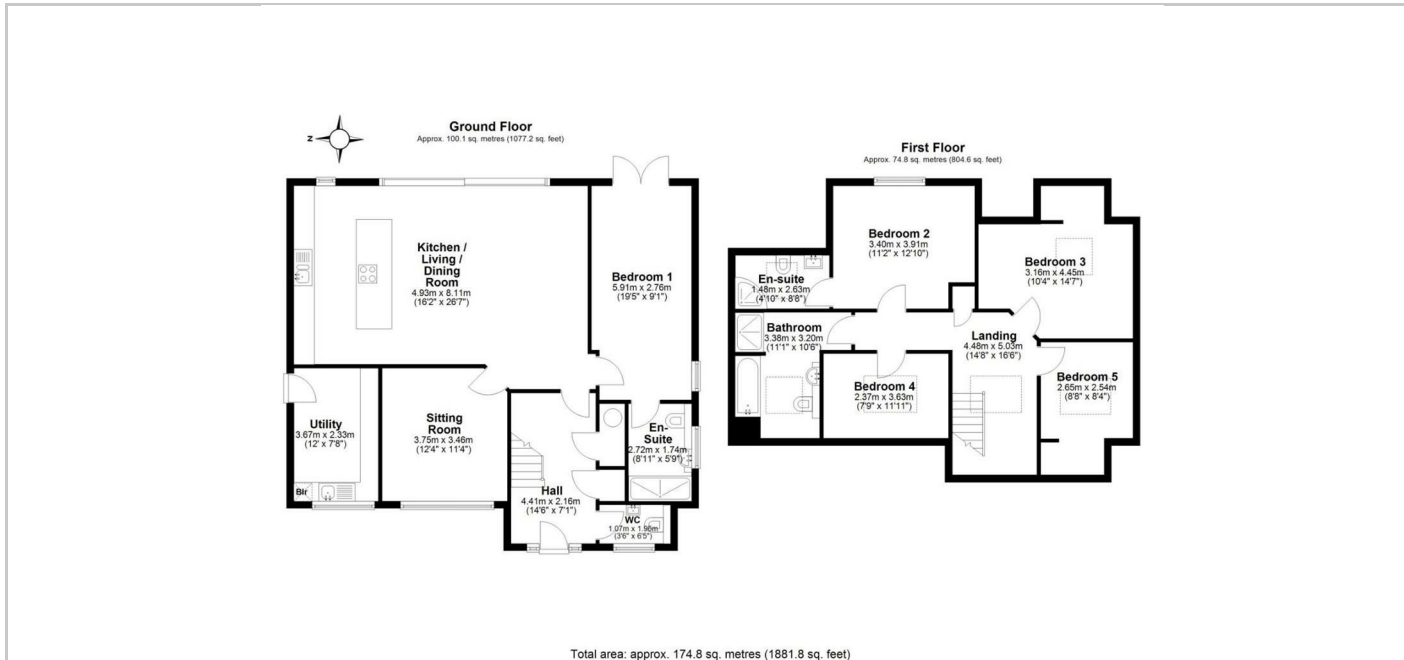 Ground Floor
Approx. 100.1 sq. metres (1077.2 sq. feet)
N
Kitchen /
Living /
Dining
Room
4.93m x 8.11m
(16'2" x 26'7")
Bedroom 1
5.91m x 2.76m
(19'5" x 9'1")
Utility
3.67m x 2.33m
(12' x 7'8")
Sitting
Room
3.75m x 3.46m
(12'4" x 11'4")
En-
Suite
2.72m x 1.74m
(8'11" x 5'9")
Blr
Hall
4.41m x 2.16m
(14'6" x 7'1")
WC
1.07m x 1.96m
(3'6" x 6'5")
First Floor
Approx. 74.8 sq. metres (804.6 sq. feet)
Bedroom 2
3.40m x 3.91m
(11'2" x 12'10")
Bedroom 3
3.16m x 4.45m
(10'4" x 14'7")
En-suite
1.48m x 2.63m
(4'10" x 8'8")
Bathroom
3.38m x 3.20m
(11'1" x 10'6")
Landing
4.48m x 5.03m
(14'8" x 16'6")
Bedroom 4
2.37m x 3.63m
(7'9" x 11'11")
Bedroom 5
2.65m x 2.54m
(8'8" x 8'4")
Total area: approx. 174.8 sq. metres (1881.8 sq. feet)